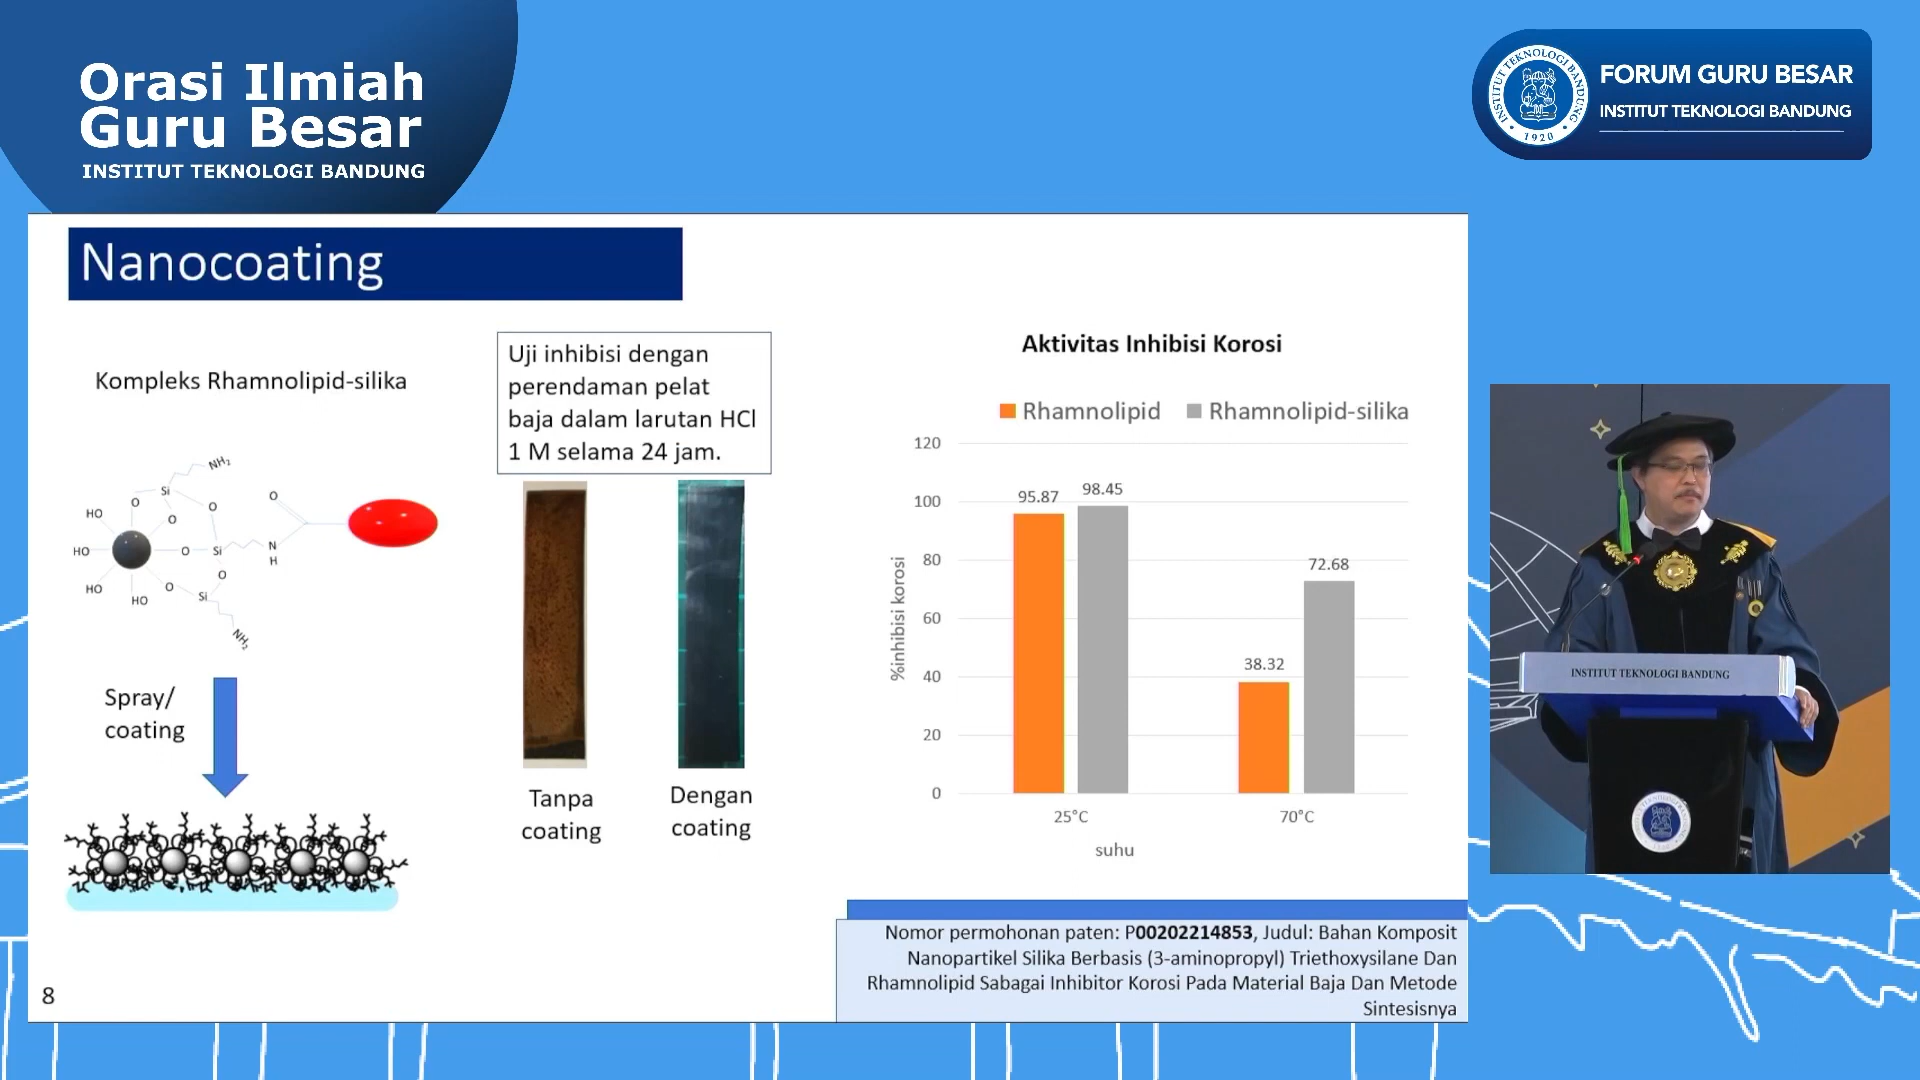 Orasi Ilmiah
Guru Besar
INSTITUT TEKNOLOGI BANDUNG
INSTITUT TEKNOLOGI BANDUNG
1920
FORUM GURU BESAR
INSTITUT TEKNOLOGI BANDUNG
Nanocoating
Kompleks Rhamnolipid-silika
NH2
Si
O
O
O
O
HO
HO
O
Si
N
H
O
HO
HO
O
Si
NH2
Spray/
coating
Uji inhibisi dengan
perendaman pelat
baja dalam larutan HCl
1 M selama 24 jam.
Tanpa
coating
Dengan
coating
Aktivitas Inhibisi Korosi
Rhamnolipid
Rhamnolipid-silika
120
100
80
60
40
20
0
%inhibisi korosi
95.87
98.45
38.32
72.68
25°C
70°C
suhu
Nomor permohonan paten: P00202214853, Judul: Bahan Komposit
Nanopartikel Silika Berbasis (3-aminopropyl) Triethoxysilane Dan
Rhamnolipid Sabagai Inhibitor Korosi Pada Material Baja Dan Metode
Sintesisnya
8
INSTITUT TEKNOLOGI BANDUNG